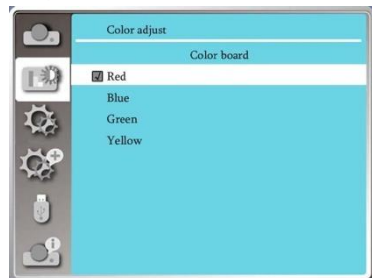 Color adjust
Color board
Red
Blue
Green
Yellow